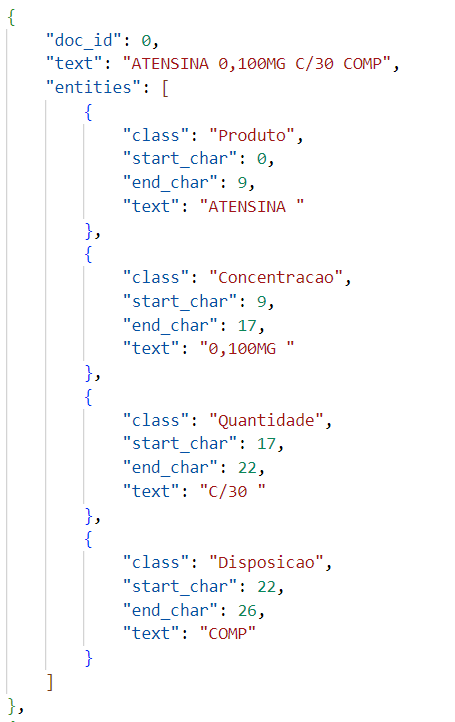 {
"doc_id": 0,
"text": "ATENSINA 0,100MG C/30 COMP",
"entities": [
{
"class": "Produto",
"start_char": 0,
"end_char": 9,
"text": "ATENSINA "
},
{
"class": "Concentracao",
"start_char": 9,
"end_char": 17,
"text": "0,100MG "
},
{
"class": "Quantidade",
"start_char": 17,
"end_char": 22,
"text": "C/30 "
},
{
"class": "Disposicao",
"start_char": 22,
"end_char": 26,
"text": "COMP"
}
]
},